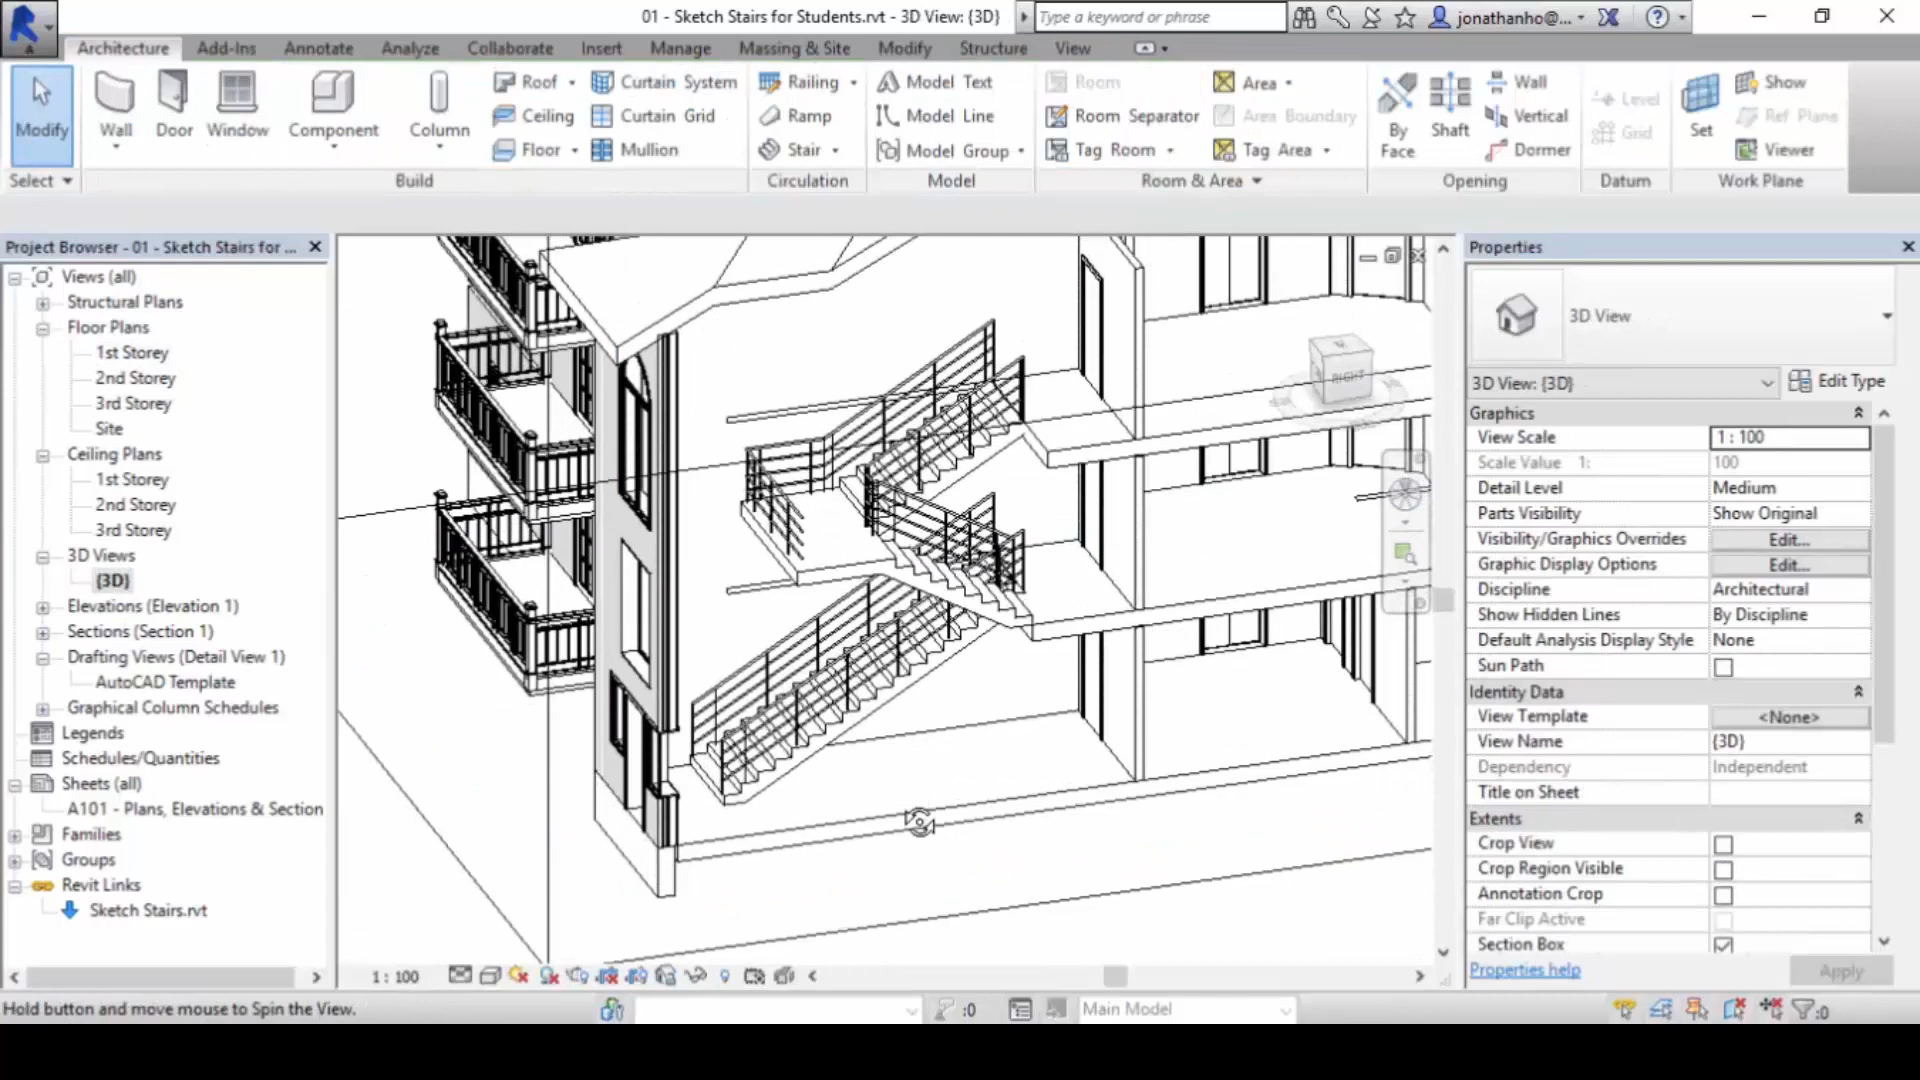 01 - Sketch Stairs for Students.rvt - 3D View: {3D}
Type a keyword or phrase
jonathanho@...
Architecture Add-Ins Annotate Analyze Collaborate Insert Manage Massing & Site Modify Structure View
Modify Wall Door Window Component Column
Roof Curtain System Railing Model Text Room Area
Ceiling Curtain Grid Ramp Model Line Room Separator Area Boundary
Floor Mullion Stair Model Group Tag Room Tag Area
By Face Shaft Wall Vertical Dormer
Level Grid
Set Show Ref Plane Viewer
Select Build Circulation Model Room & Area Opening Datum Work Plane
Project Browser - 01 - Sketch Stairs for ...
Views (all)
Structural Plans
Floor Plans
1st Storey
2nd Storey
3rd Storey
Site
Ceiling Plans
1st Storey
2nd Storey
3rd Storey
3D Views
{3D}
Elevations (Elevation 1)
Sections (Section 1)
Drafting Views (Detail View 1)
AutoCAD Template
Graphical Column Schedules
Legends
Schedules/Quantities
Sheets (all)
A101 - Plans, Elevations & Section
Families
Groups
Revit Links
Sketch Stairs.rvt
RIGHT
1 : 100
Properties
3D View
3D View: {3D} Edit Type
Graphics
View Scale 1 : 100
Scale Value 1: 100
Detail Level Medium
Parts Visibility Show Original
Visibility/Graphics Overrides Edit...
Graphic Display Options Edit...
Discipline Architectural
Show Hidden Lines By Discipline
Default Analysis Display Style None
Sun Path
Identity Data
View Template <None>
View Name {3D}
Dependency Independent
Title on Sheet
Extents
Crop View
Crop Region Visible
Annotation Crop
Far Clip Active
Section Box
Properties help Apply
Hold button and move mouse to Spin the View. :0 Main Model :0